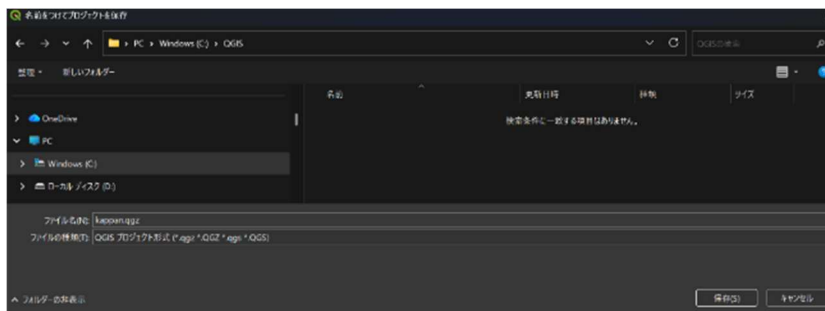 名前をつけてプロジェクトを保存
PC > Windows (C:) > QGIS
QGISの検索
整理 新しいフォルダー
名前 更新日時 種類 サイズ
検索条件に一致する項目はありません。
OneDrive
PC
Windows (C:)
ローカル ディスク (D:)
ファイル名(N): kappan.qgz
ファイルの種類(T): QGIS プロジェクト形式 (*.qgz *.QGZ *.qgs *.QGS)
フォルダーの非表示 保存(S) キャンセル